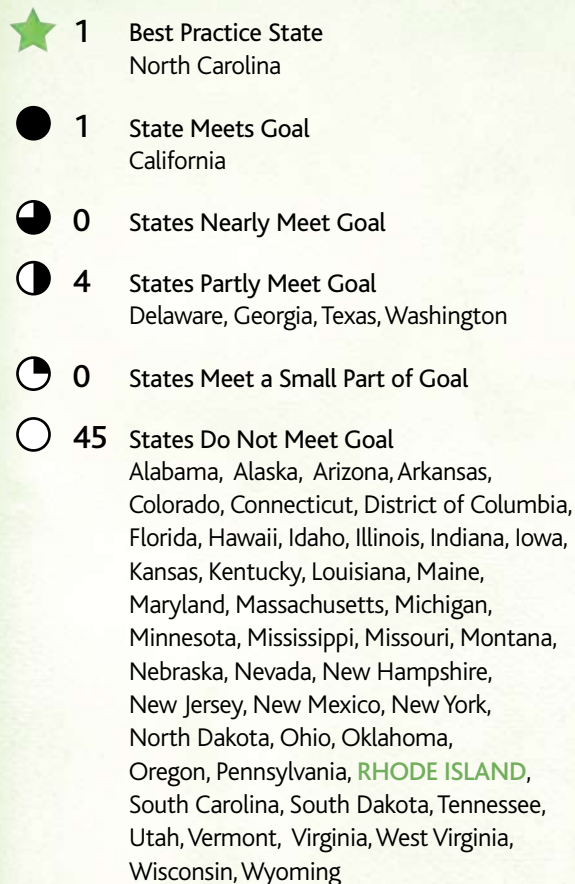 1 Best Practice State
North Carolina
1 State Meets Goal
California
0 States Nearly Meet Goal
4 States Partly Meet Goal
Delaware, Georgia, Texas, Washington
0 States Meet a Small Part of Goal
45 States Do Not Meet Goal
Alabama, Alaska, Arizona, Arkansas,
Colorado, Connecticut, District of Columbia,
Florida, Hawaii, Idaho, Illinois, Indiana, Iowa,
Kansas, Kentucky, Louisiana, Maine,
Maryland, Massachusetts, Michigan,
Minnesota, Mississippi, Missouri, Montana,
Nebraska, Nevada, New Hampshire,
New Jersey, New Mexico, New York,
North Dakota, Ohio, Oklahoma,
Oregon, Pennsylvania, RHODE ISLAND,
South Carolina, South Dakota, Tennessee,
Utah, Vermont, Virginia, West Virginia,
Wisconsin, Wyoming